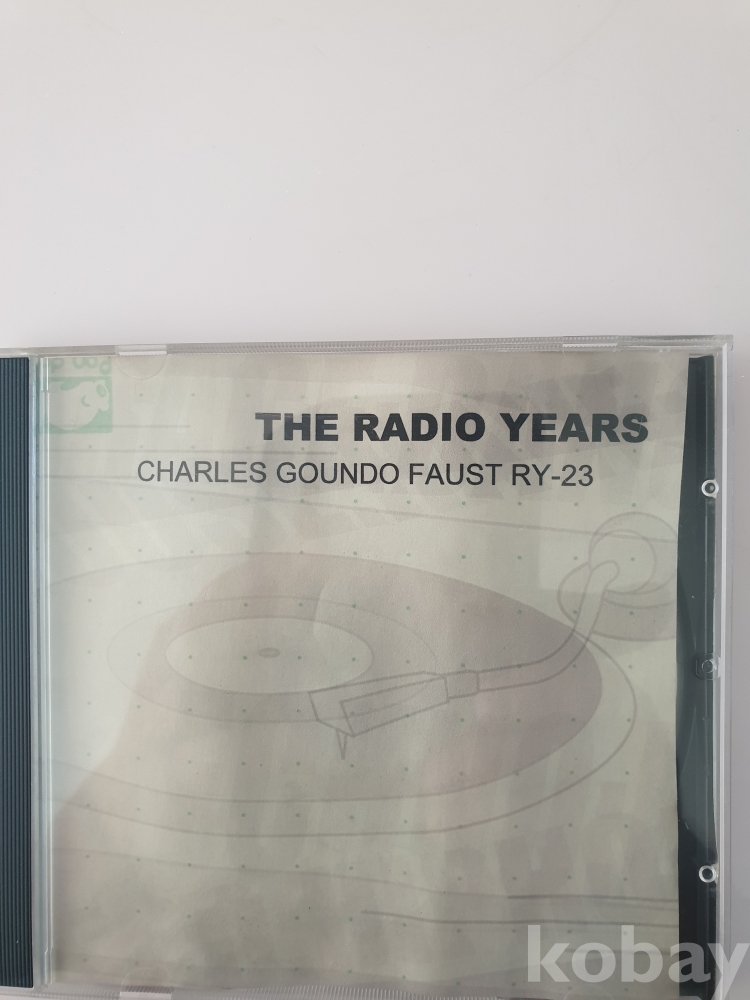 THE RADIO YEARS
CHARLES GOUNDO FAUST RY-23
kobay